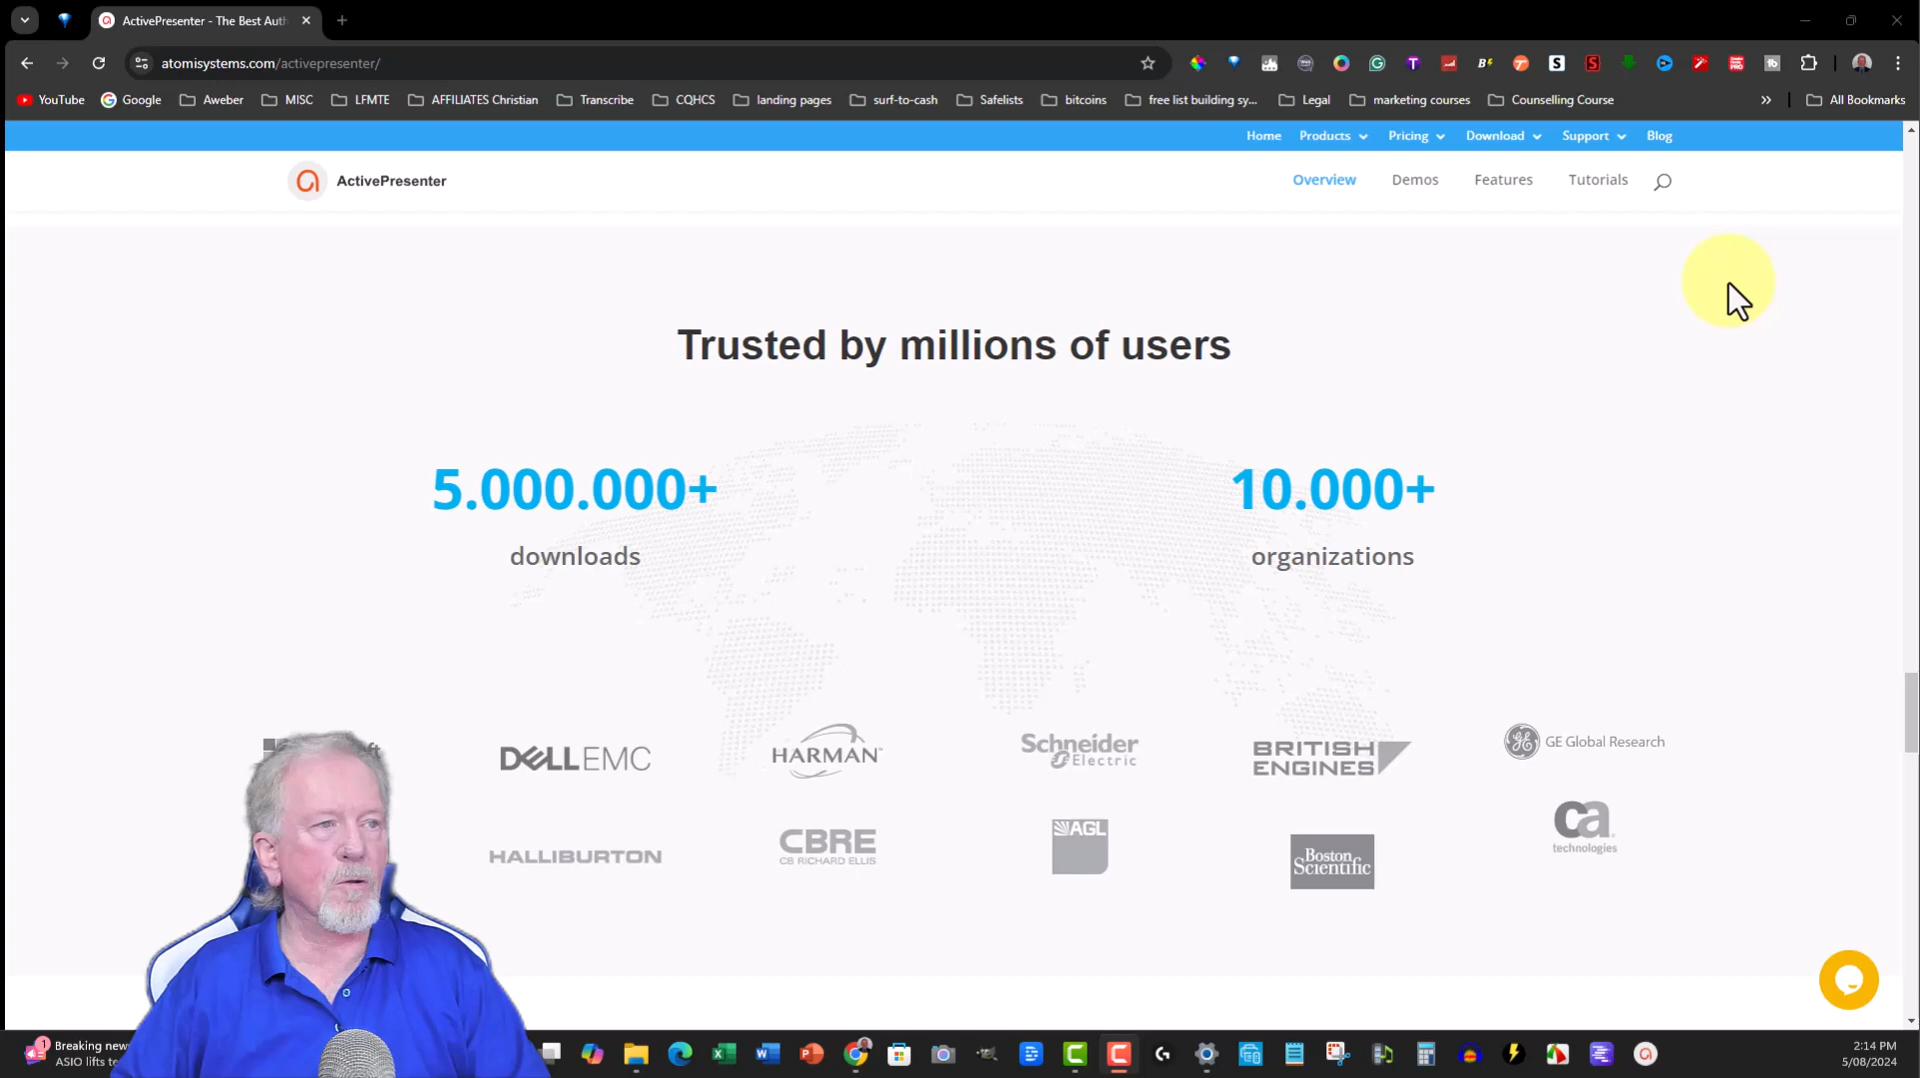 ActivePresenter - The Best Auth
atomisystems.com/activepresenter/
YouTube Google Aweber MISC LFMTE AFFILIATES Christian Transcribe CQHCS landing pages surf-to-cash Safelists bitcoins free list building sy... Legal marketing courses Counselling Course » All Bookmarks
Home Products Pricing Download Support Blog
ActivePresenter
Overview Demos Features Tutorials
Trusted by millions of users
5.000.000+
downloads
10.000+
organizations
ft
DELLEMC
HARMAN
Schneider
Electric
BRITISH
ENGINES
GE Global Research
HALLIBURTON
CBRE
CB RICHARD ELLIS
AGL
Boston
Scientific
ca
technologies
1
Breaking new
ASIO lifts te
2:14 PM
5/08/2024